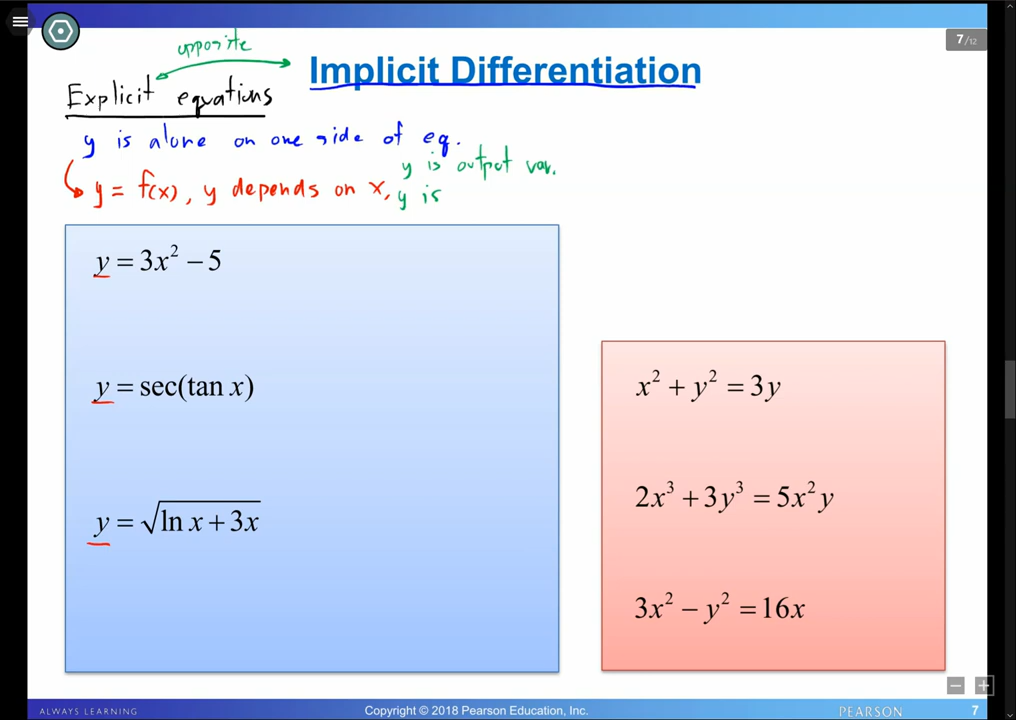 7/12
opposite
Implicit Differentiation
Explicit equations
y is alone on one side of eq.
y is output var.
y = f(x), y depends on x, y is
y = 3x² − 5
y = sec(tan x)
y = √(ln x + 3x)
x² + y² = 3y
2x³ + 3y³ = 5x²y
3x² − y² = 16x
ALWAYS LEARNING
Copyright © 2018 Pearson Education, Inc.
PEARSON
7